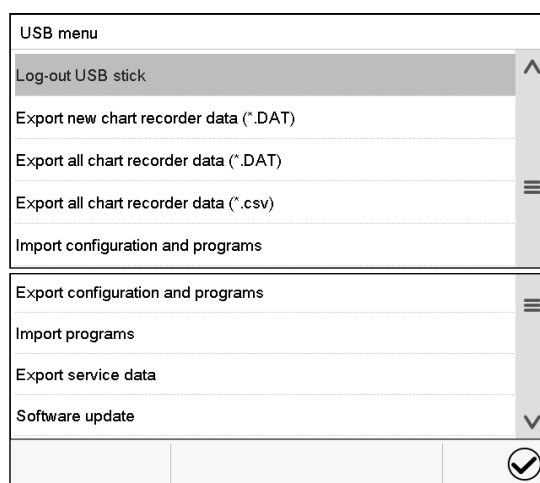 USB menu
Log-out USB stick
Export new chart recorder data (*.DAT)
Export all chart recorder data (*.DAT)
Export all chart recorder data (*.csv)
Import configuration and programs
Export configuration and programs
Import programs
Export service data
Software update